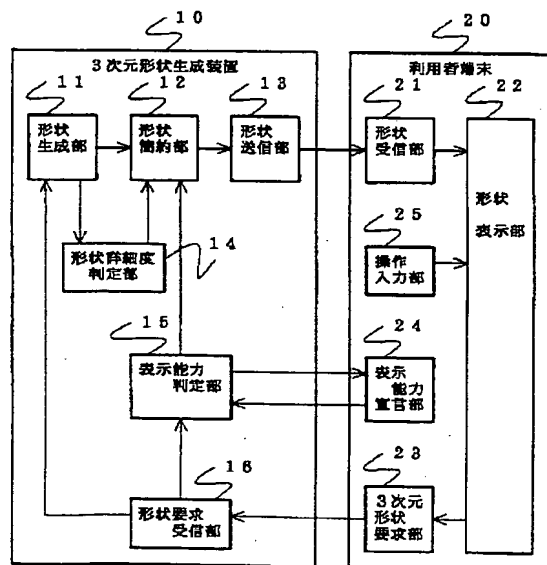 10
20
3次元形状生成装置
利用者端末
11
12
13
21
22
形状
生成部
形状
簡約部
形状
送信部
形状
受信部
形状
表示部
14
形状詳細度
判定部
25
操作
入力部
15
表示能力
判定部
24
表示
能力
宣言部
16
形状要求
受信部
23
3次元
形状
要求部